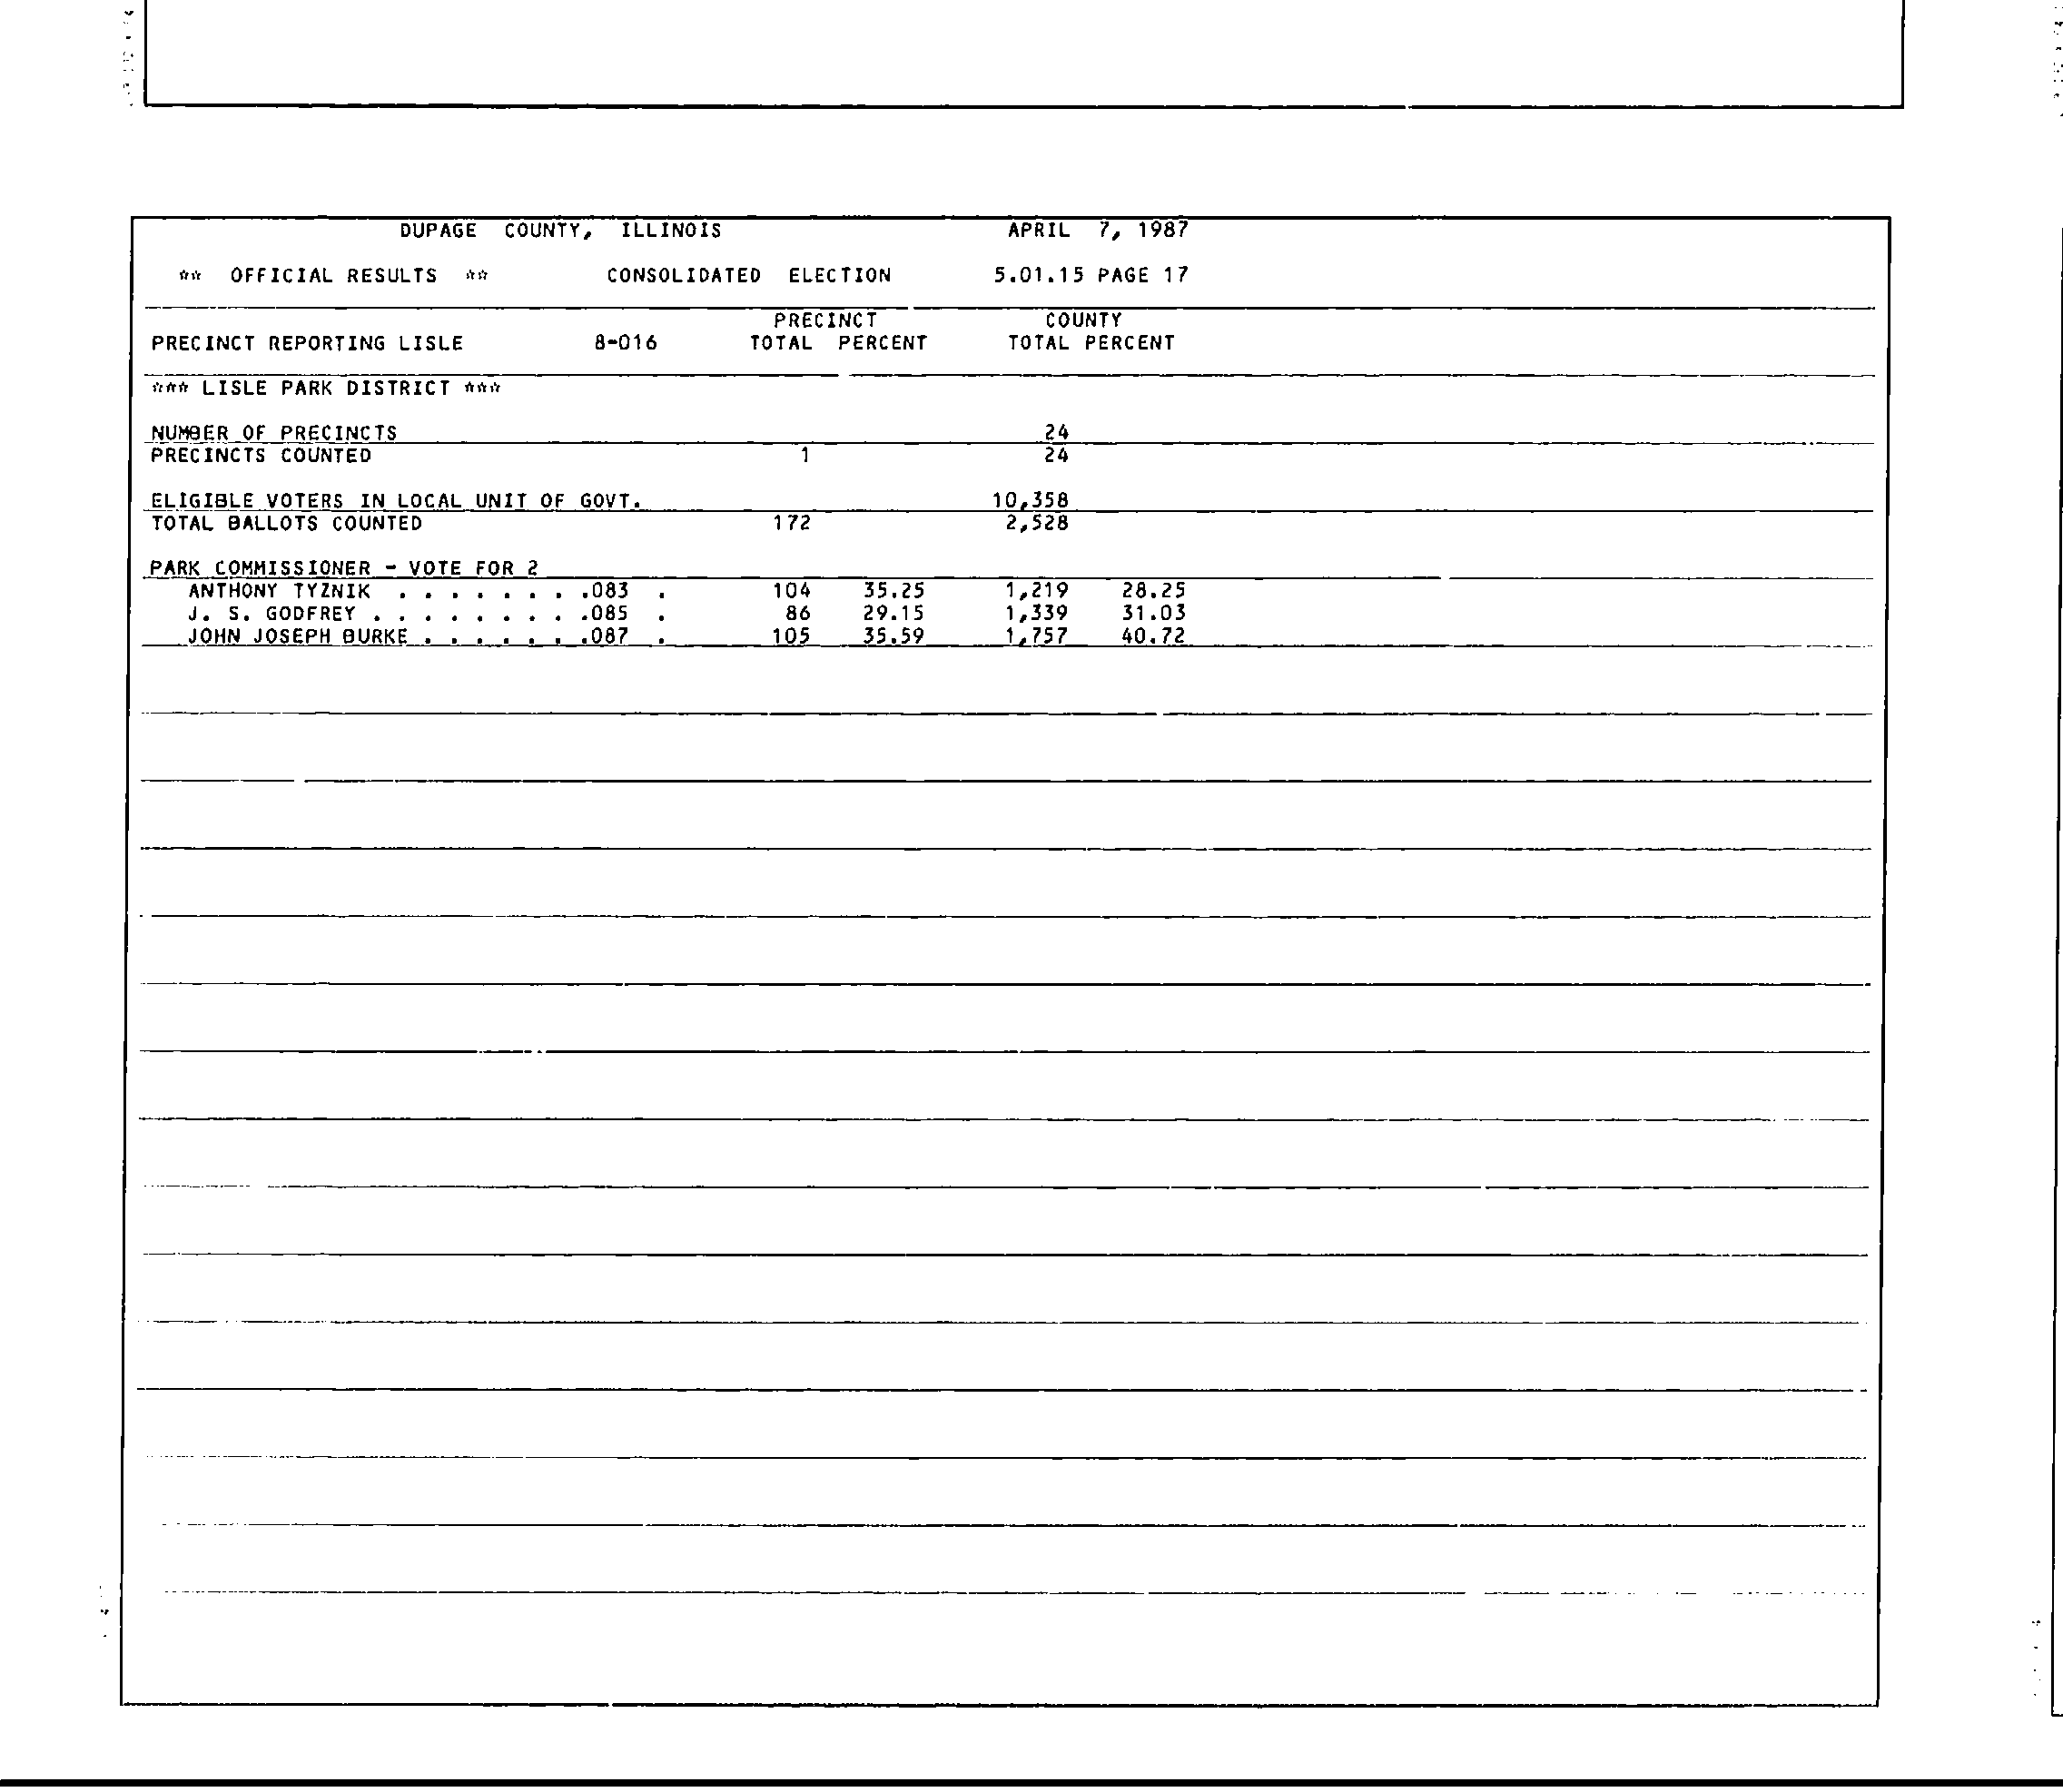 DUPAGE COUNTY, ILLINOIS APRIL 7, 1987
** OFFICIAL RESULTS ** CONSOLIDATED ELECTION 5.01.15 PAGE 17
PRECINCT COUNTY
PRECINCT REPORTING LISLE 8-016 TOTAL PERCENT TOTAL PERCENT
*** LISLE PARK DISTRICT ***
NUMBER OF PRECINCTS 24
PRECINCTS COUNTED 1 24
ELIGIBLE VOTERS IN LOCAL UNIT OF GOVT. 10,358
TOTAL BALLOTS COUNTED 172 2,528
PARK COMMISSIONER - VOTE FOR 2
ANTHONY TYZNIK . . . . . . . .083 . 104 35.25 1,219 28.25
J. S. GODFREY . . . . . . . . .085 . 86 29.15 1,339 31.03
JOHN JOSEPH BURKE . . . . . . .087 . 105 35.59 1,757 40.72